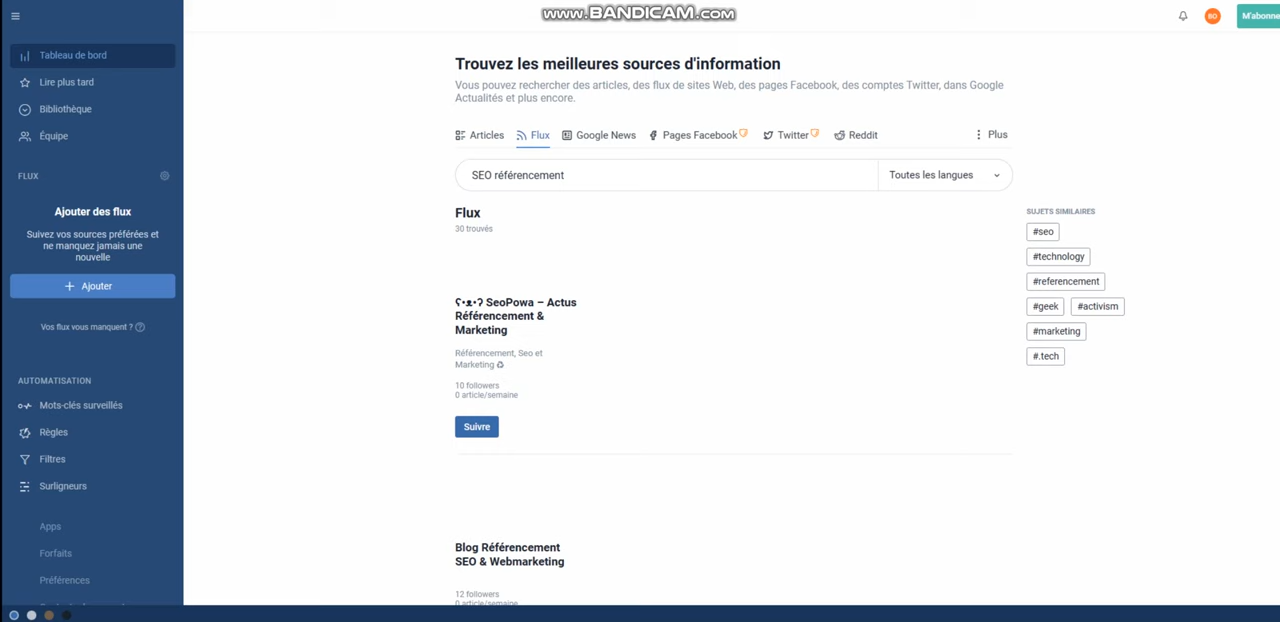 www.BANDICAM.com
BO
M'abonne
Tableau de bord
Lire plus tard
Bibliothèque
Équipe
FLUX
Ajouter des flux
Suivez vos sources préférées et
ne manquez jamais une
nouvelle
+ Ajouter
Vos flux vous manquent ? ?
AUTOMATISATION
Mots-clés surveillés
Règles
Filtres
Surligneurs
Apps
Forfaits
Préférences
Trouvez les meilleures sources d'information
Vous pouvez rechercher des articles, des flux de sites Web, des pages Facebook, des comptes Twitter, dans Google
Actualités et plus encore.
Articles Flux Google News Pages Facebook Twitter Reddit Plus
SEO référencement Toutes les langues
Flux
30 trouvés
ʕ•ᴥ•ʔ SeoPowa – Actus
Référencement &
Marketing
Référencement, Seo et
Marketing ♻
10 followers
0 article/semaine
Suivre
Blog Référencement
SEO & Webmarketing
12 followers
0 article/semaine
SUJETS SIMILAIRES
#seo
#technology
#referencement
#geek #activism
#marketing
#.tech